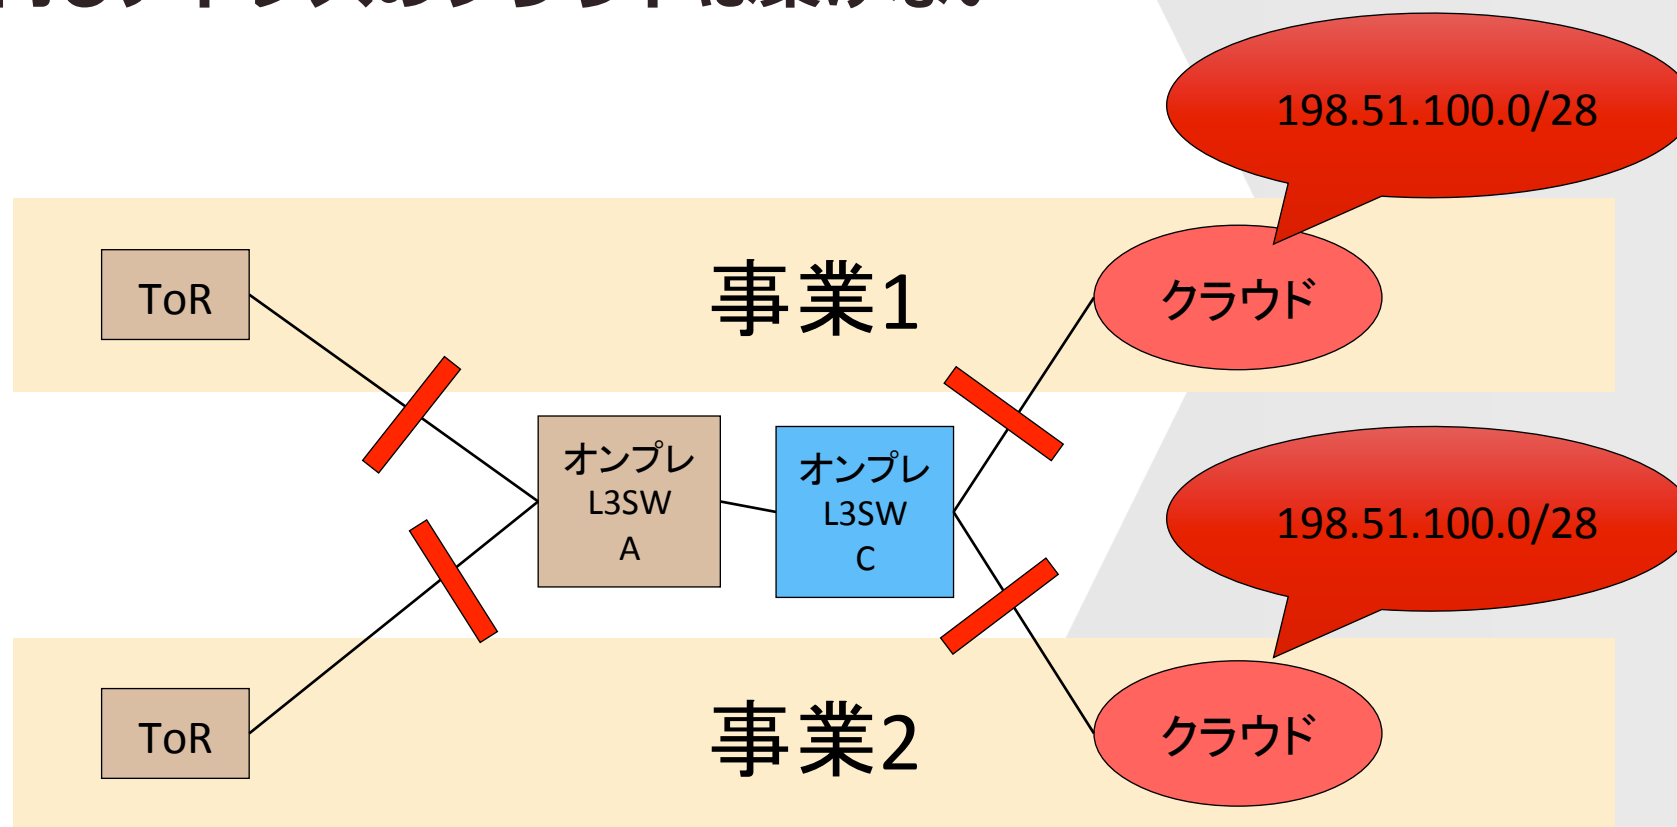 198.51.100.0/28
事業1
ToR
クラウド
オンプレ
L3SW
A
オンプレ
L3SW
C
198.51.100.0/28
事業2
ToR
クラウド